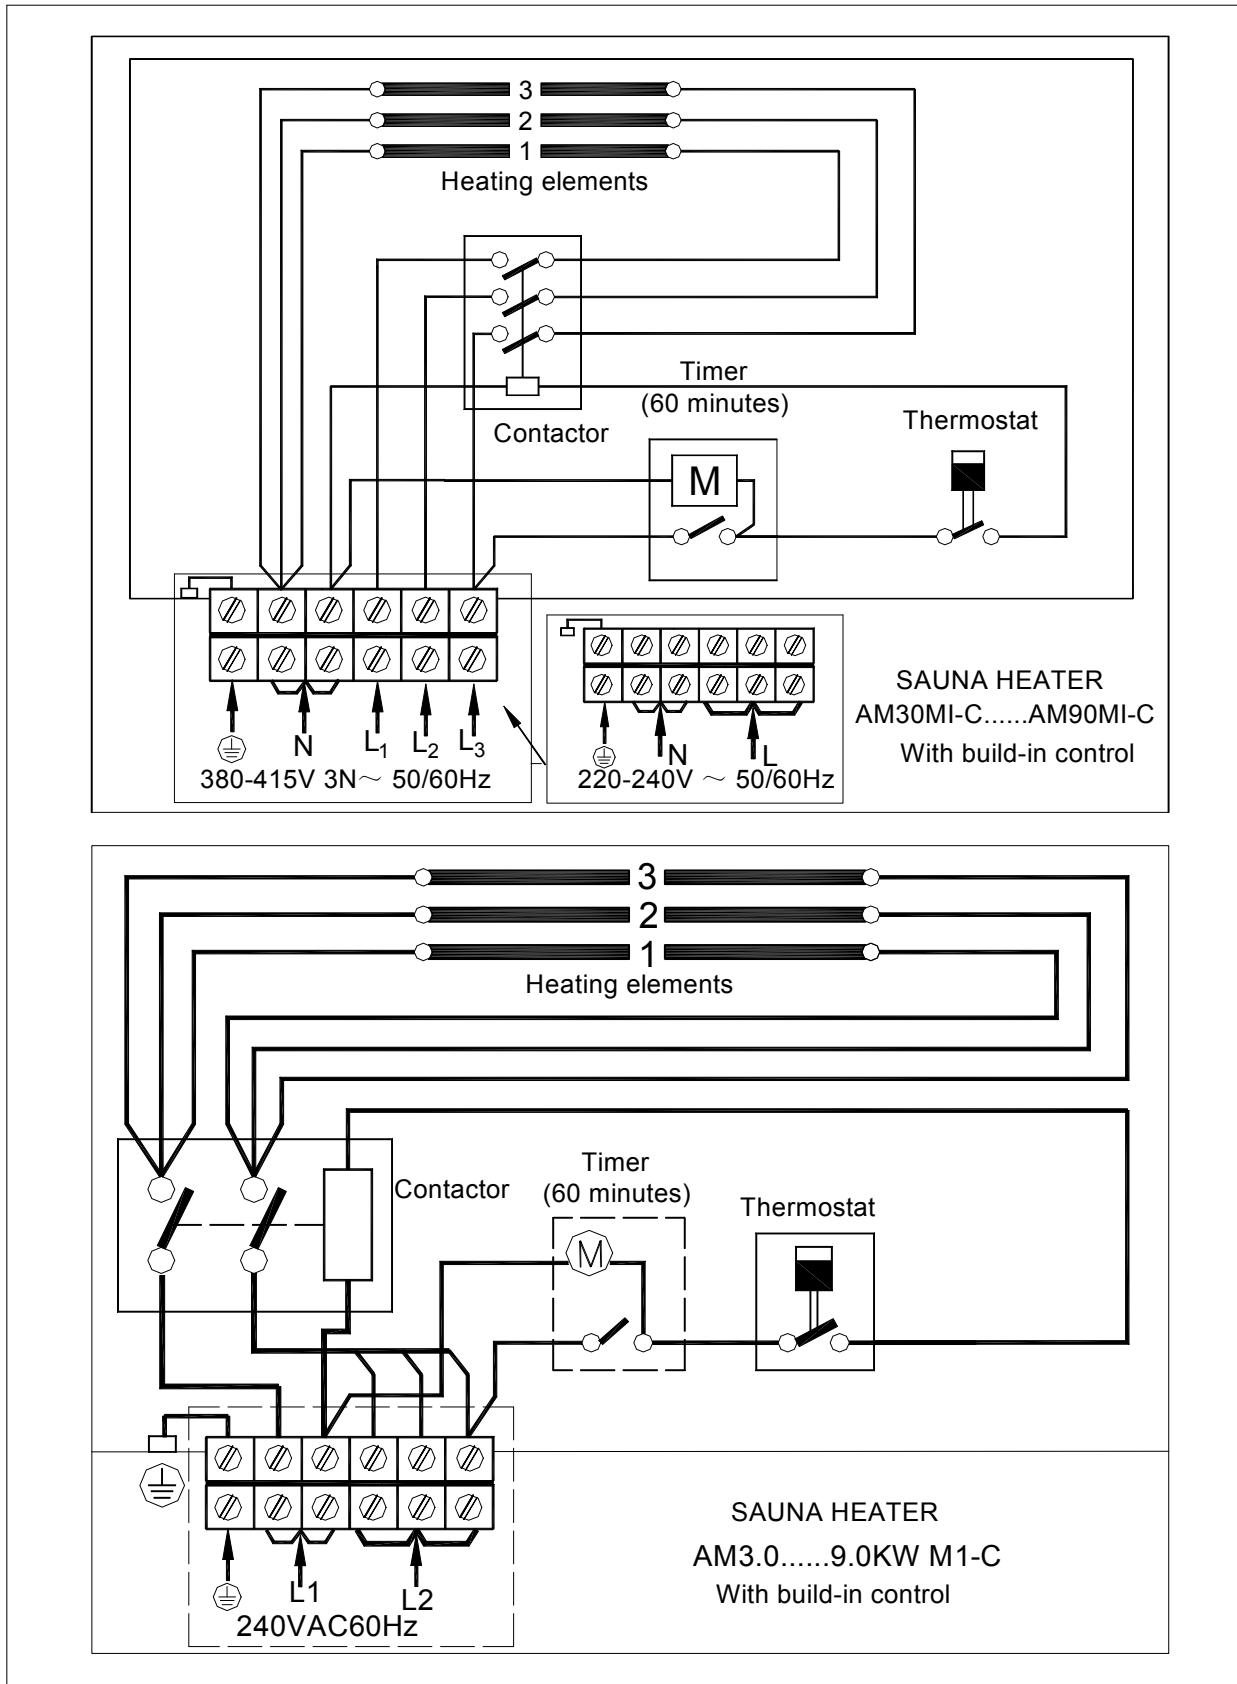 3
2
1
Heating elements
Timer
(60 minutes)
Contactor
Thermostat
M
N L1 L2 L3
380-415V 3N～ 50/60Hz
N L
220-240V ～ 50/60Hz
SAUNA HEATER
AM30MI-C......AM90MI-C
With build-in control
3
2
1
Heating elements
Contactor
Timer
(60 minutes)
Thermostat
M
L1 L2
240VAC60Hz
SAUNA HEATER
AM3.0......9.0KW M1-C
With build-in control